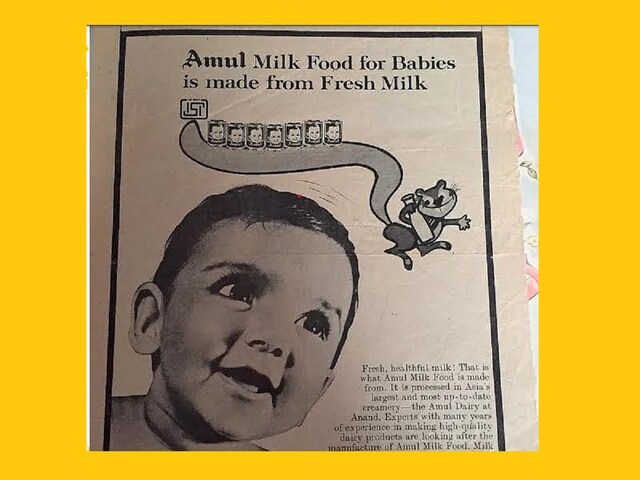 Amul Milk Food for Babies
is made from Fresh Milk
ISI
Fresh, healthful milk! That is
what Amul Milk Food is made
from. It is processed in Asia's
largest and most up-to-date
creamery—the Amul Dairy at
Anand. Experts with many years
of experience in making high-quality
dairy products are looking after the
manufacture of Amul Milk Food. Milk